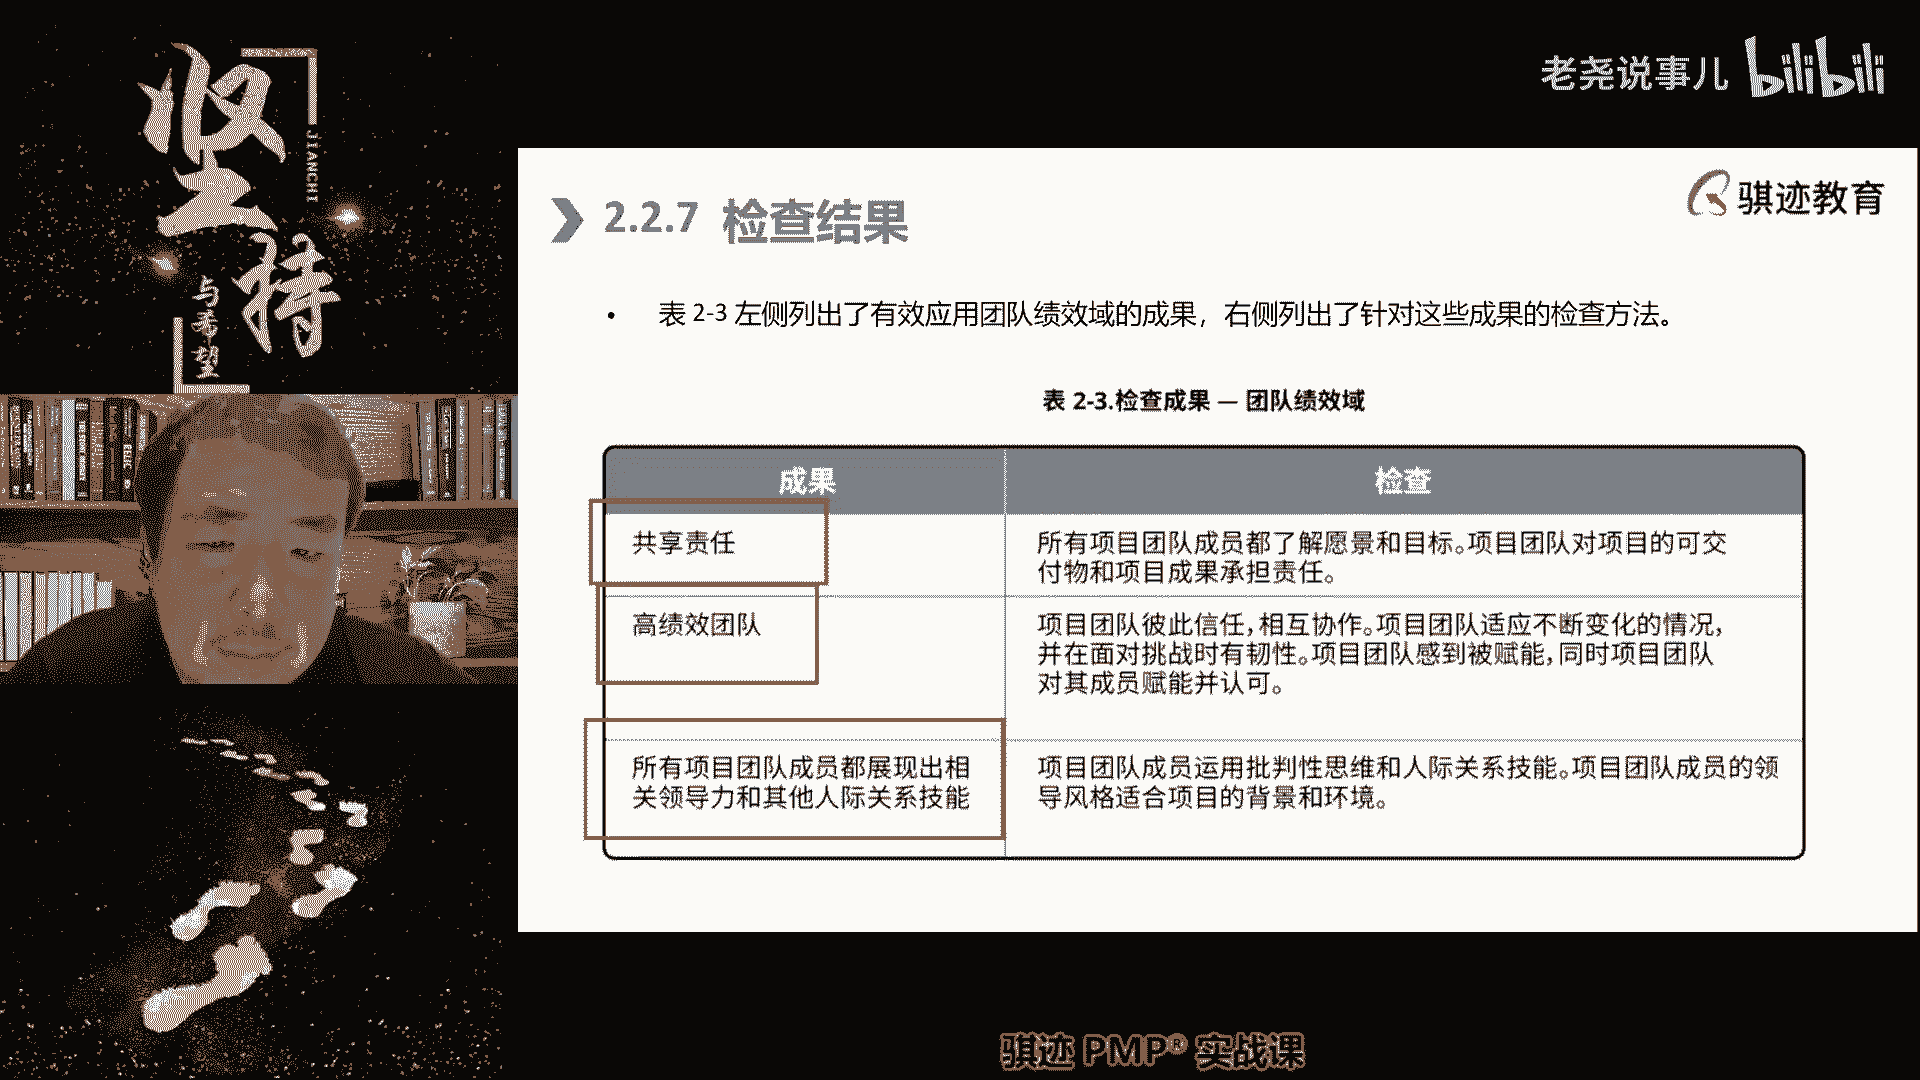 坚持
JIANCHI
与希望
老尧说事儿 bilibili
骐迹教育
2.2.7 检查结果
• 表 2-3 左侧列出了有效应用团队绩效域的成果，右侧列出了针对这些成果的检查方法。
表 2-3.检查成果 — 团队绩效域
成果 检查
共享责任
所有项目团队成员都了解愿景和目标。项目团队对项目的可交
付物和项目成果承担责任。
高绩效团队
项目团队彼此信任，相互协作。项目团队适应不断变化的情况，
并在面对挑战时有韧性。项目团队感到被赋能，同时项目团队
对其成员赋能并认可。
所有项目团队成员都展现出相
关领导力和其他人际关系技能
项目团队成员运用批判性思维和人际关系技能。项目团队成员的领
导风格适合项目的背景和环境。
骐迹 PMP® 实战课